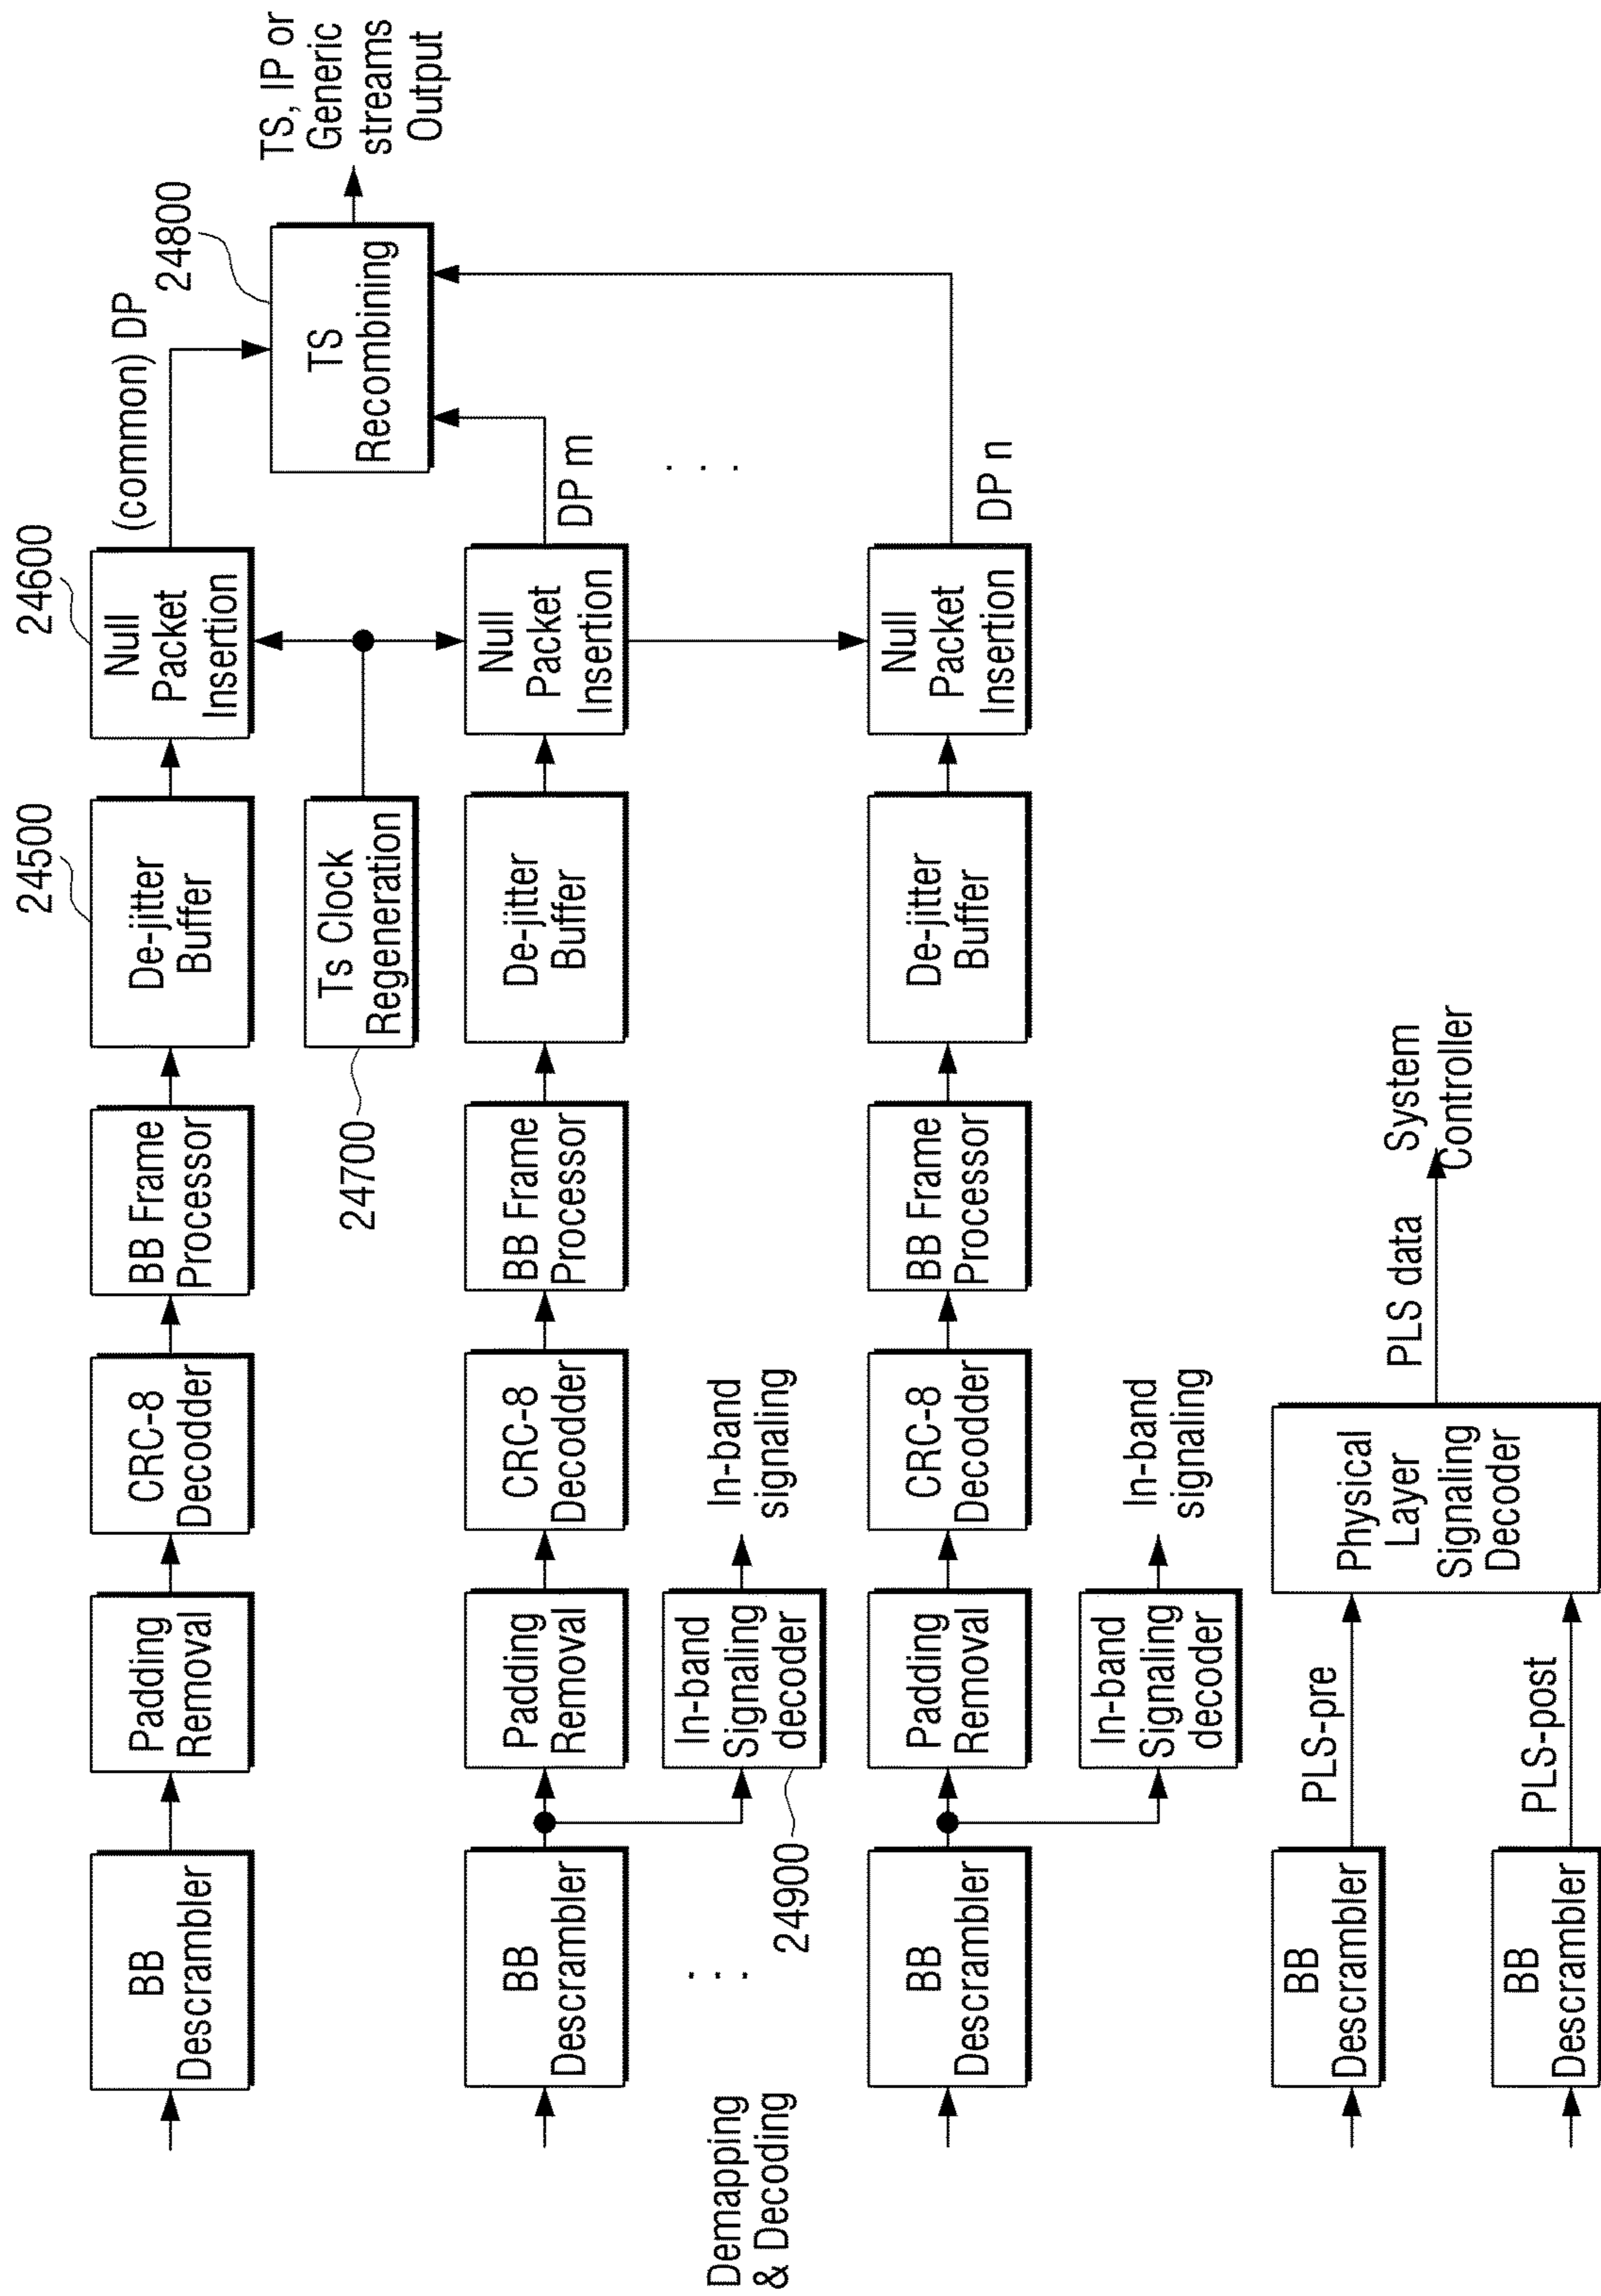 24500
24600
24800
BB
Descrambler
Padding
Removal
CRC-8
Decodder
BB Frame
Processor
De-jitter
Buffer
Null
Packet
Insertion
(common) DP
TS
Recombining
TS, IP or
Generic
streams
Output
24700
Ts Clock
Regeneration
BB
Descrambler
Padding
Removal
CRC-8
Decodder
BB Frame
Processor
De-jitter
Buffer
Null
Packet
Insertion
DP m
. . .
24900
In-band
Signaling
decoder
In-band
signaling
. . .
Demapping
& Decoding
BB
Descrambler
Padding
Removal
CRC-8
Decodder
BB Frame
Processor
De-jitter
Buffer
Null
Packet
Insertion
DP n
In-band
Signaling
decoder
In-band
signaling
BB
Descrambler
PLS-pre
Physical
Layer
Signaling
Decoder
PLS data
System
Controller
BB
Descrambler
PLS-post